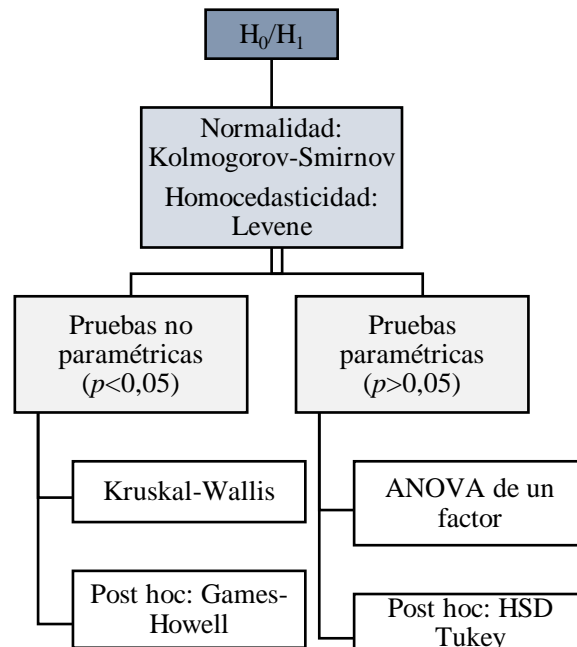 H₀/H₁
Normalidad:
Kolmogorov-Smirnov
Homocedasticidad:
Levene
Pruebas no
paramétricas
(p<0,05)
Pruebas
paramétricas
(p>0,05)
Kruskal-Wallis
ANOVA de un
factor
Post hoc: Games-
Howell
Post hoc: HSD
Tukey